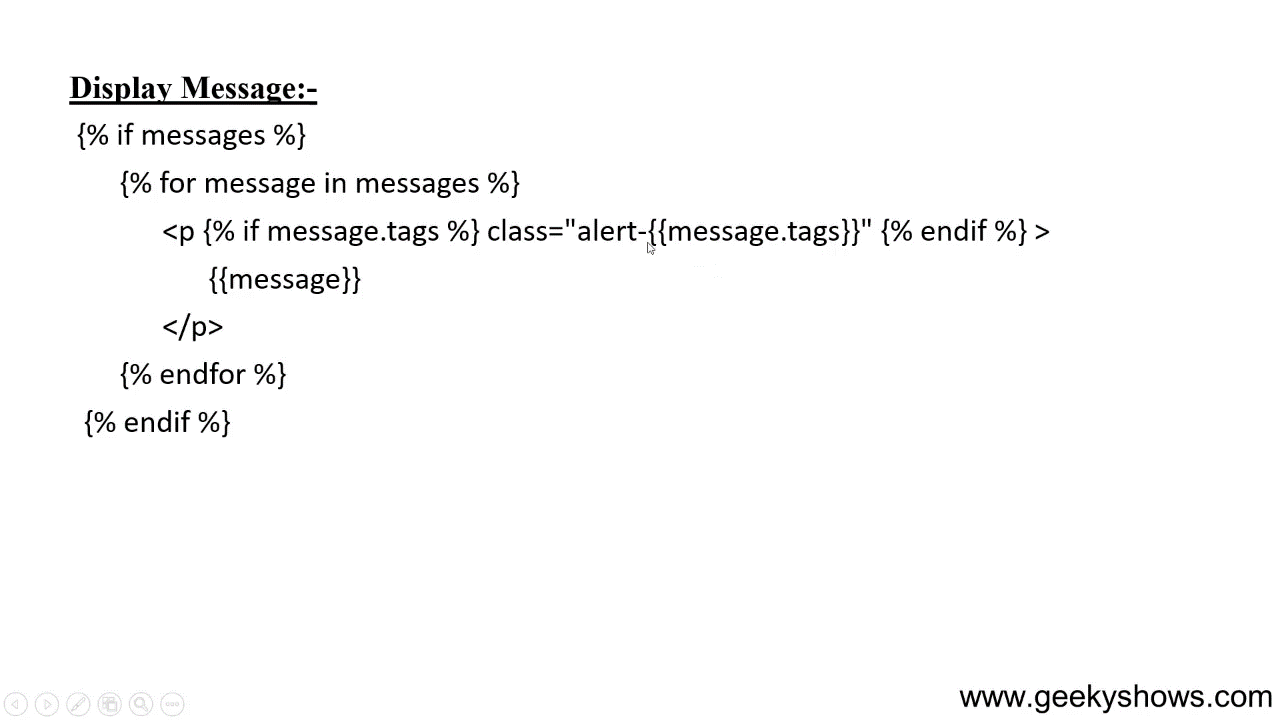 Display Message:-
{% if messages %}
{% for message in messages %}
<p {% if message.tags %} class="alert-{{message.tags}}" {% endif %} >
{{message}}
</p>
{% endfor %}
{% endif %}
www.geekyshows.com